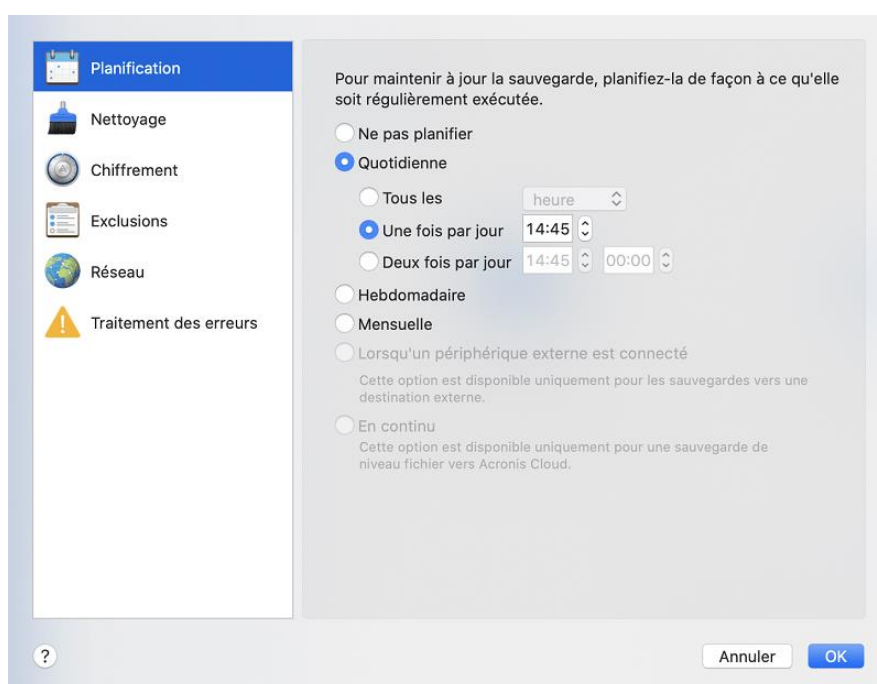 Planification
Nettoyage
Chiffrement
Exclusions
Réseau
Traitement des erreurs
Pour maintenir à jour la sauvegarde, planifiez-la de façon à ce qu'elle
soit régulièrement exécutée.
Ne pas planifier
Quotidienne
Tous les heure
Une fois par jour 14:45
Deux fois par jour 14:45 00:00
Hebdomadaire
Mensuelle
Lorsqu'un périphérique externe est connecté
Cette option est disponible uniquement pour les sauvegardes vers une
destination externe.
En continu
Cette option est disponible uniquement pour une sauvegarde de
niveau fichier vers Acronis Cloud.
?
Annuler OK